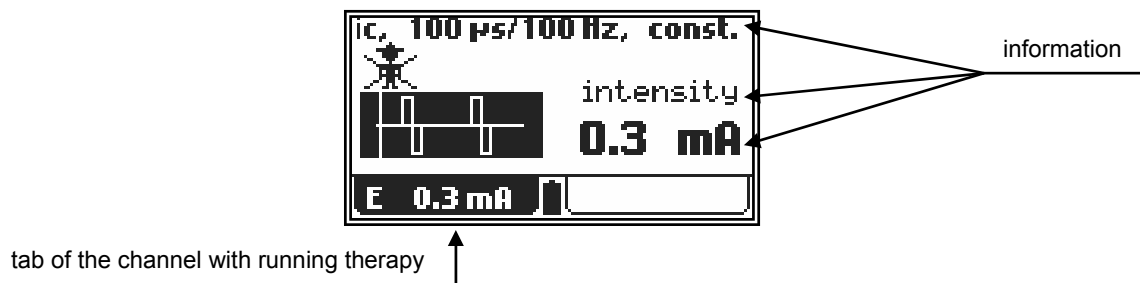 ic, 100 µs/100 Hz, const.
information
intensity
0.3 mA
E 0.3 mA
tab of the channel with running therapy